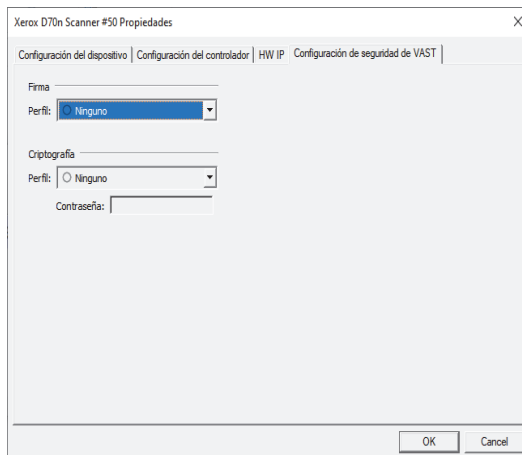 Xerox D70n Scanner #50 Propiedades
Configuración del dispositivo Configuración del controlador HW IP Configuración de seguridad de VAST
Firma
Perfil: Ninguno
Criptografía
Perfil: Ninguno
Contraseña:
OK Cancel